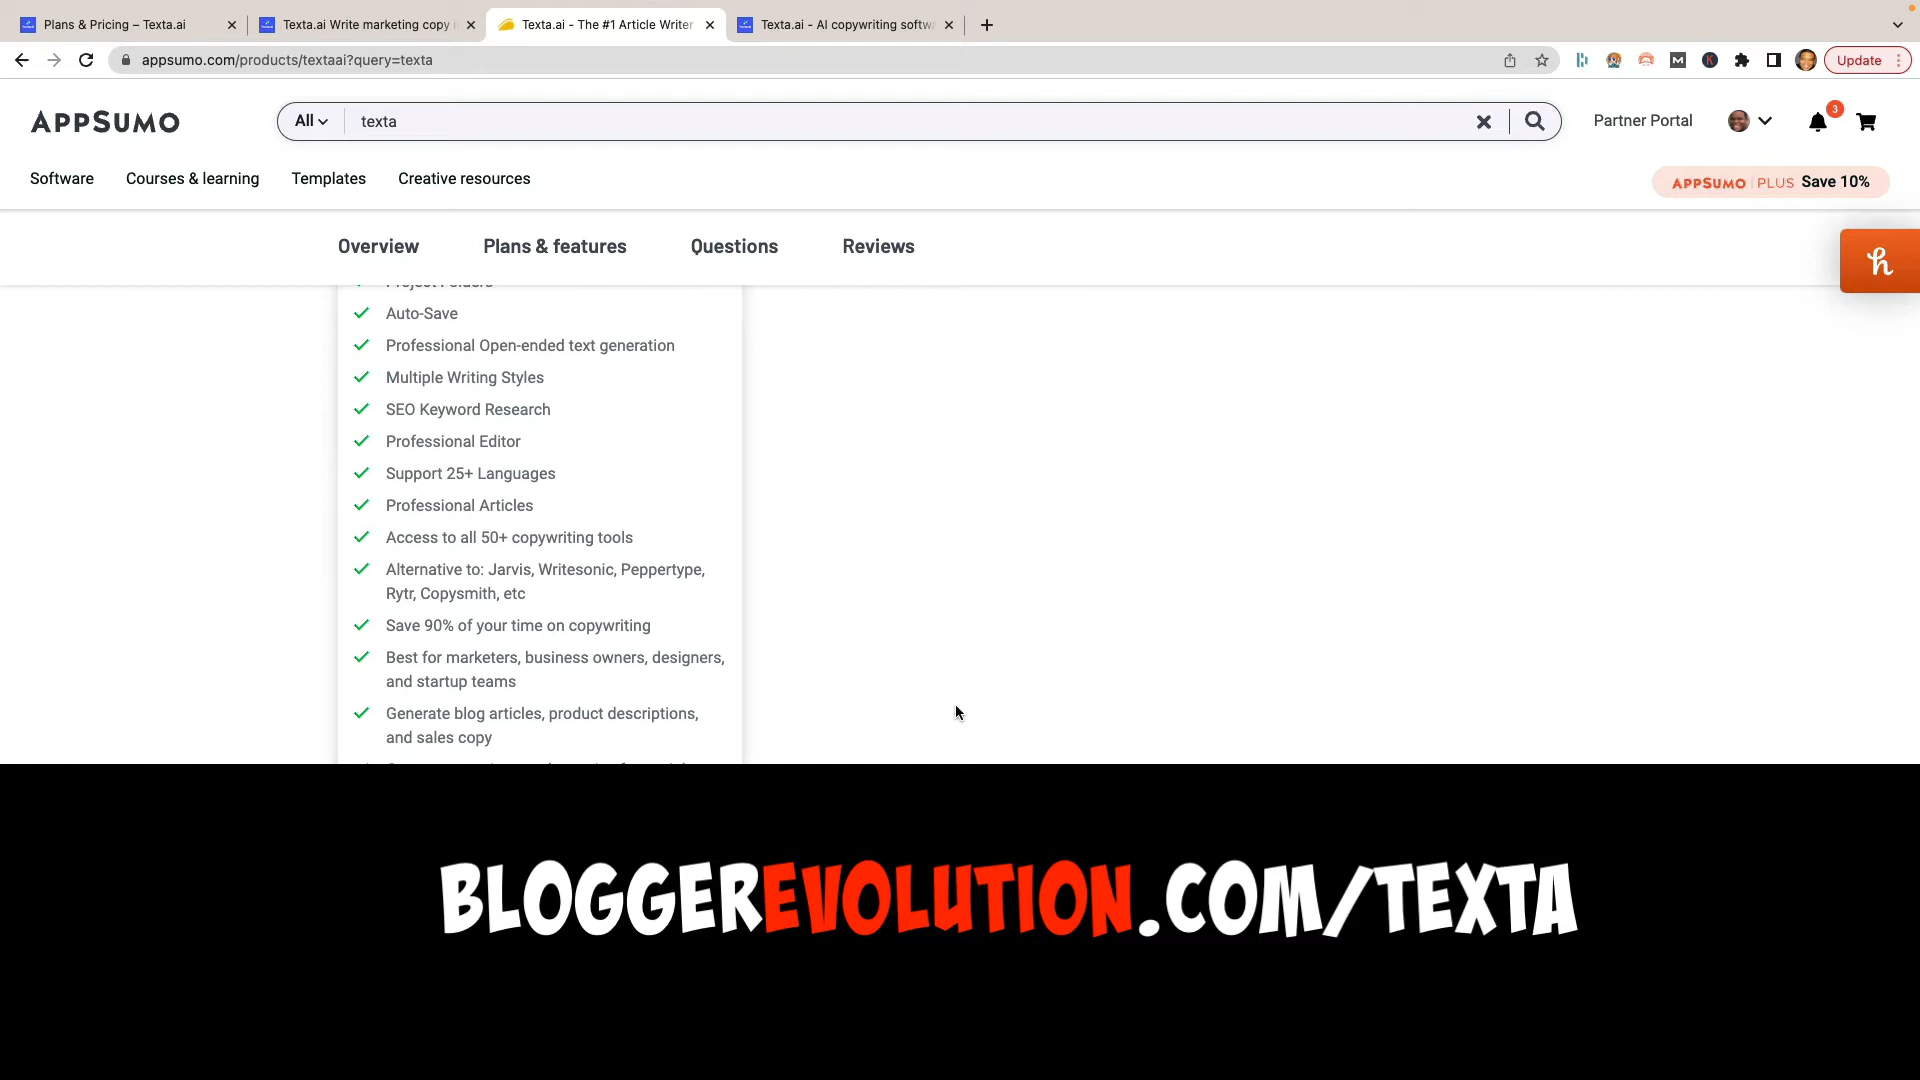 Plans & Pricing – Texta.ai
Texta.ai Write marketing copy
Texta.ai - The #1 Article Writer
Texta.ai - AI copywriting softw
appsumo.com/products/textaai?query=texta
Update
APPSUMO
All
texta
Partner Portal
3
Software
Courses & learning
Templates
Creative resources
APPSUMO PLUS Save 10%
Overview
Plans & features
Questions
Reviews
h
Project Folders
Auto-Save
Professional Open-ended text generation
Multiple Writing Styles
SEO Keyword Research
Professional Editor
Support 25+ Languages
Professional Articles
Access to all 50+ copywriting tools
Alternative to: Jarvis, Writesonic, Peppertype,
Rytr, Copysmith, etc
Save 90% of your time on copywriting
Best for marketers, business owners, designers,
and startup teams
Generate blog articles, product descriptions,
and sales copy
BLOGGEREVOLUTION.COM/TEXTA